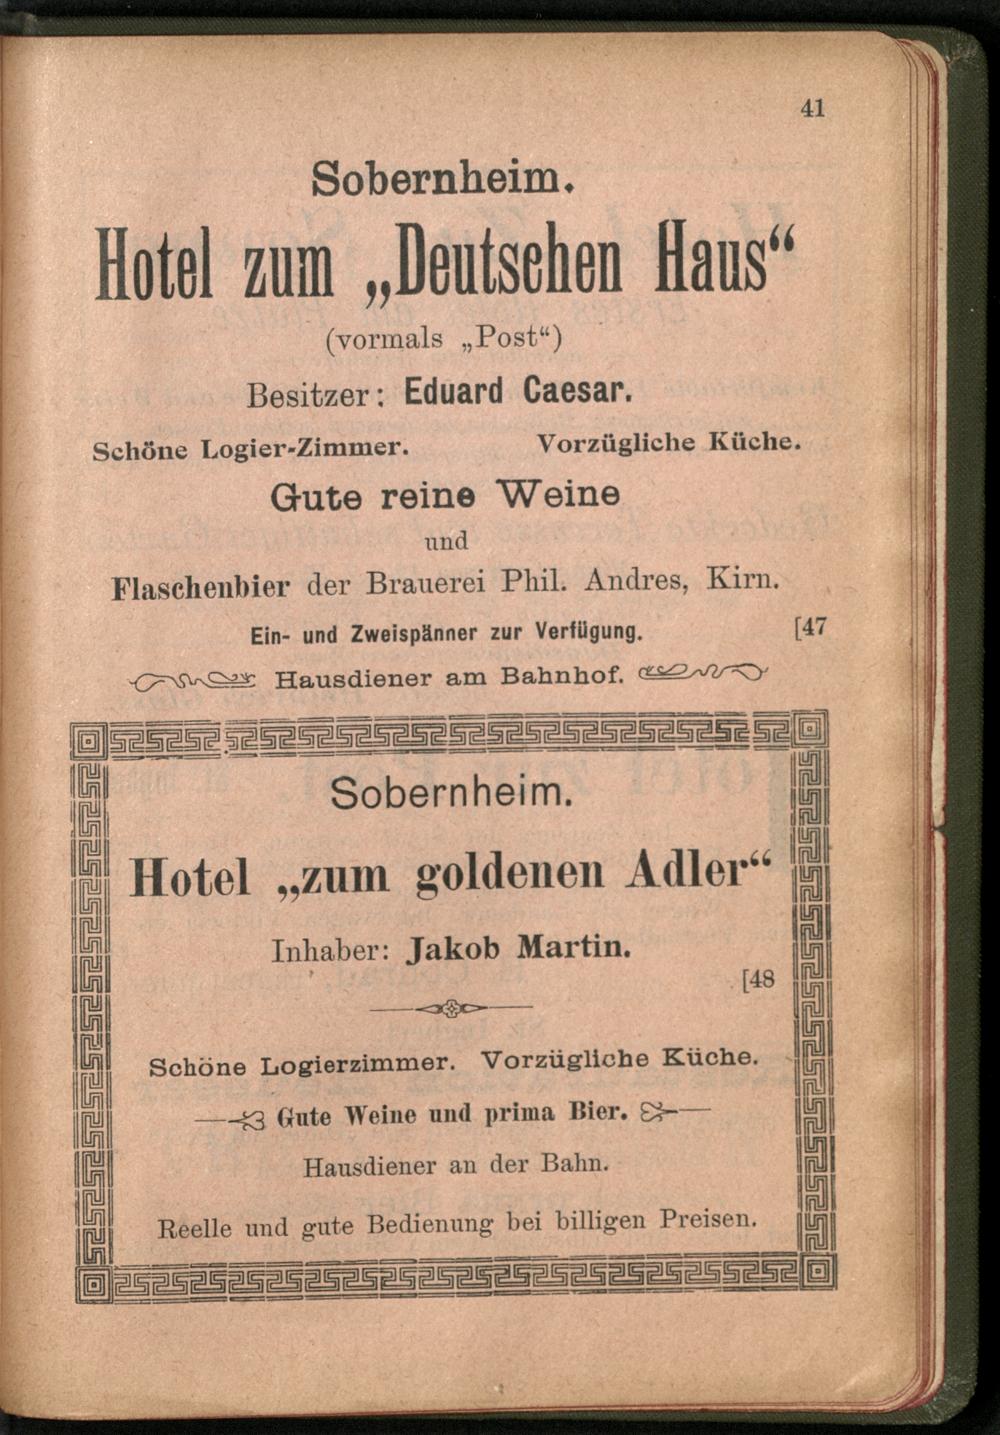 41
Sobernheim.
Hotel zum „Deutschen Haus“
(vormals „Post“)
Besitzer: Eduard Caesar.
Schöne Logier-Zimmer. Vorzügliche Küche.
Gute reine Weine
und
Flaschenbier der Brauerei Phil. Andres, Kirn.
Ein- und Zweispänner zur Verfügung. [47
Hausdiener am Bahnhof.
Sobernheim.
Hotel „zum goldenen Adler“
Inhaber: Jakob Martin.
[48
Schöne Logierzimmer. Vorzügliche Küche.
Gute Weine und prima Bier.
Hausdiener an der Bahn.
Reelle und gute Bedienung bei billigen Preisen.